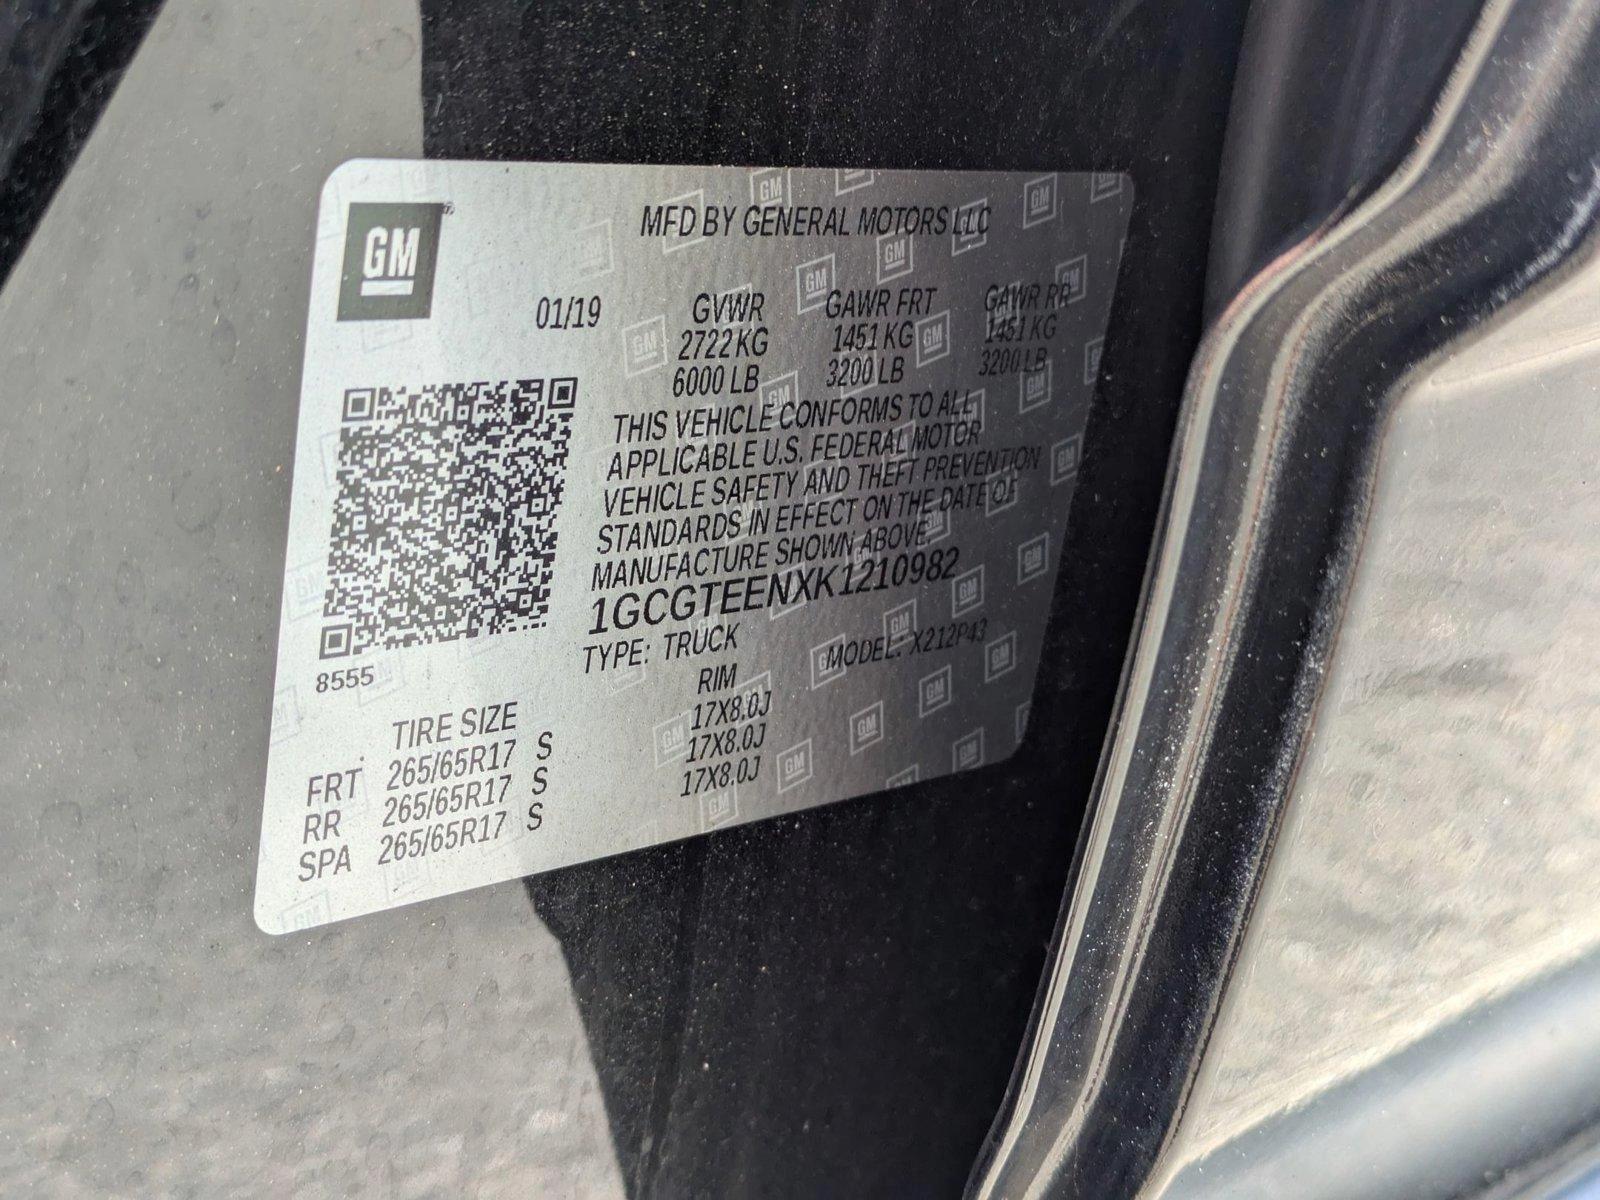 GM
MFD BY GENERAL MOTORS LLC
01/19 GVWR GAWR FRT GAWR RR
2722 KG 1451 KG 1451 KG
6000 LB 3200 LB 3200 LB
THIS VEHICLE CONFORMS TO ALL
APPLICABLE U.S. FEDERAL MOTOR
VEHICLE SAFETY AND THEFT PREVENTION
STANDARDS IN EFFECT ON THE DATE OF
MANUFACTURE SHOWN ABOVE.
1GCGTEENXK1210982
TYPE: TRUCK MODEL: X212P43
8555
TIRE SIZE RIM
FRT 265/65R17 S 17X8.0J
RR 265/65R17 S 17X8.0J
SPA 265/65R17 S 17X8.0J